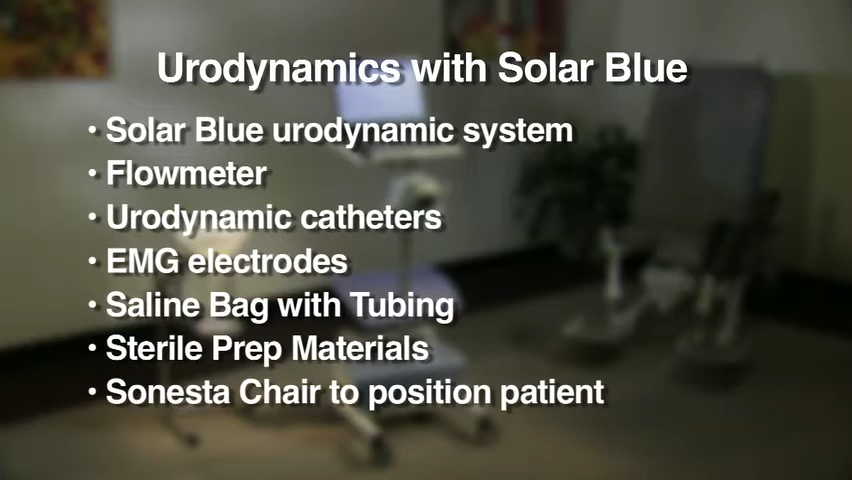 Urodynamics with Solar Blue
• Solar Blue urodynamic system
• Flowmeter
• Urodynamic catheters
• EMG electrodes
• Saline Bag with Tubing
• Sterile Prep Materials
• Sonesta Chair to position patient